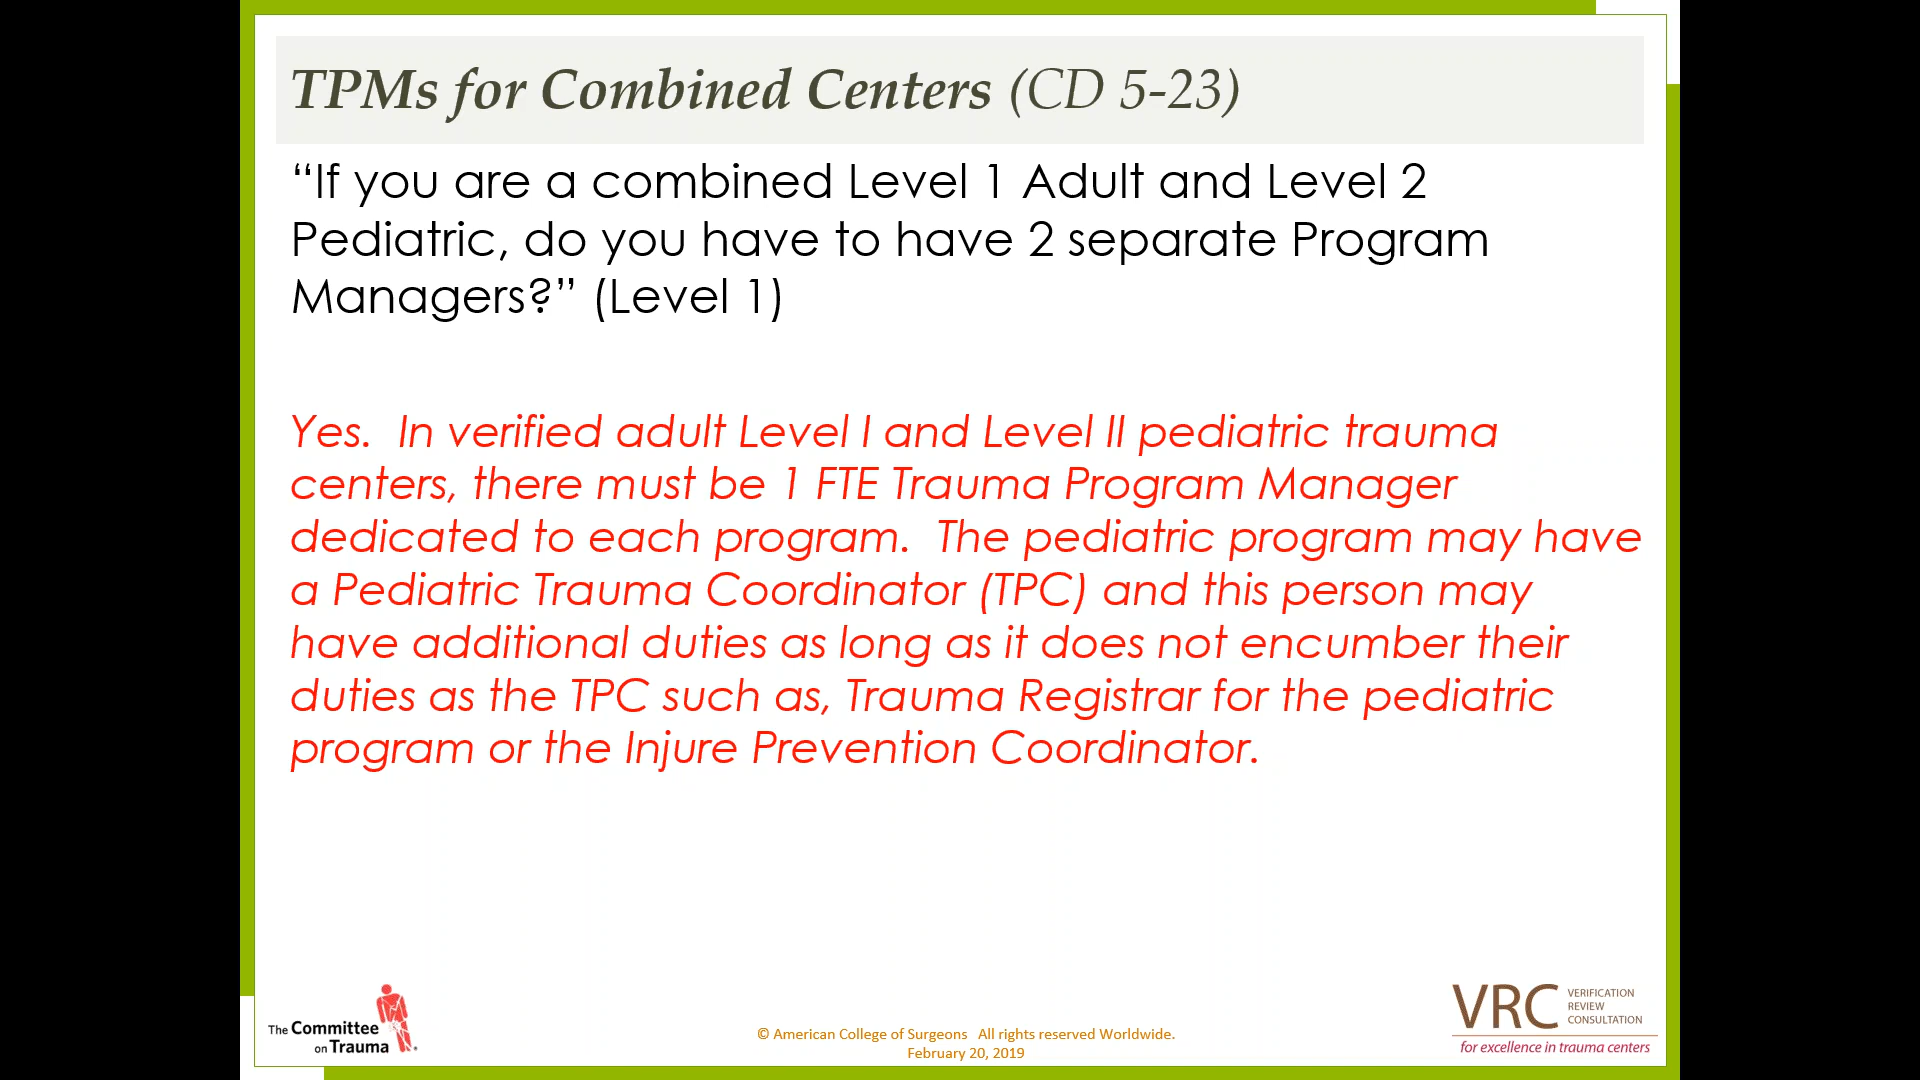 TPMs for Combined Centers (CD 5-23)
“If you are a combined Level 1 Adult and Level 2
Pediatric, do you have to have 2 separate Program
Managers?” (Level 1)
Yes.  In verified adult Level I and Level II pediatric trauma
centers, there must be 1 FTE Trauma Program Manager
dedicated to each program.  The pediatric program may have
a Pediatric Trauma Coordinator (TPC) and this person may
have additional duties as long as it does not encumber their
duties as the TPC such as, Trauma Registrar for the pediatric
program or the Injure Prevention Coordinator.
The Committee
on Trauma
© American College of Surgeons   All rights reserved Worldwide.
February 20, 2019
VRC
VERIFICATION
REVIEW
CONSULTATION
for excellence in trauma centers